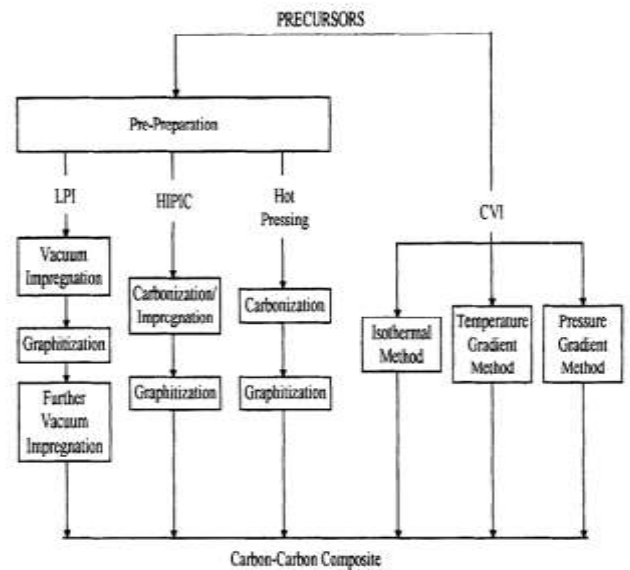 PRECURSORS
Pre-Preparation
LPI
HIPIC
Hot
Pressing
CVI
Vacuum
Impregnation
Carbonization/
Impregnation
Carbonization
Isothermal
Method
Temperature
Gradient
Method
Pressure
Gradient
Method
Graphitization
Graphitization
Graphitization
Further
Vacuum
Impregnation
Carbon-Carbon Composite